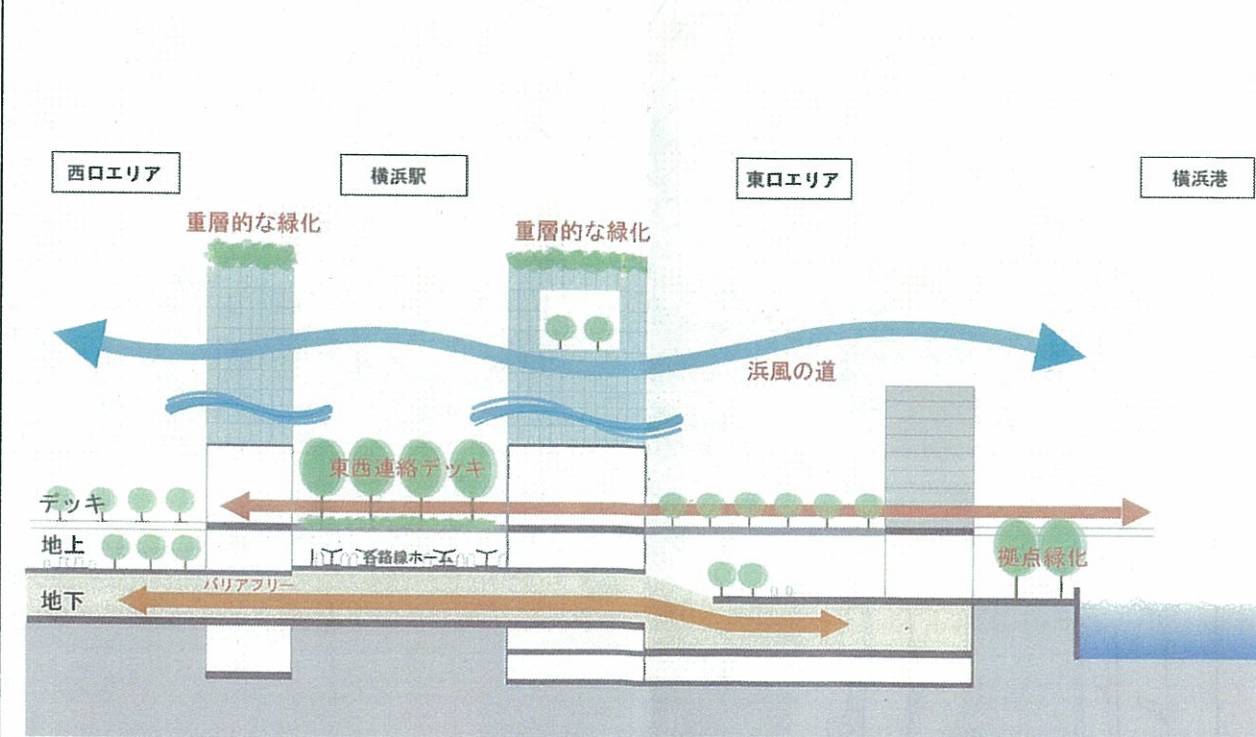 西口エリア
横浜駅
東口エリア
横浜港
重層的な緑化
重層的な緑化
浜風の道
東西連絡デッキ
デッキ
地上
各路線ホーム
拠点緑化
バリアフリー
地下